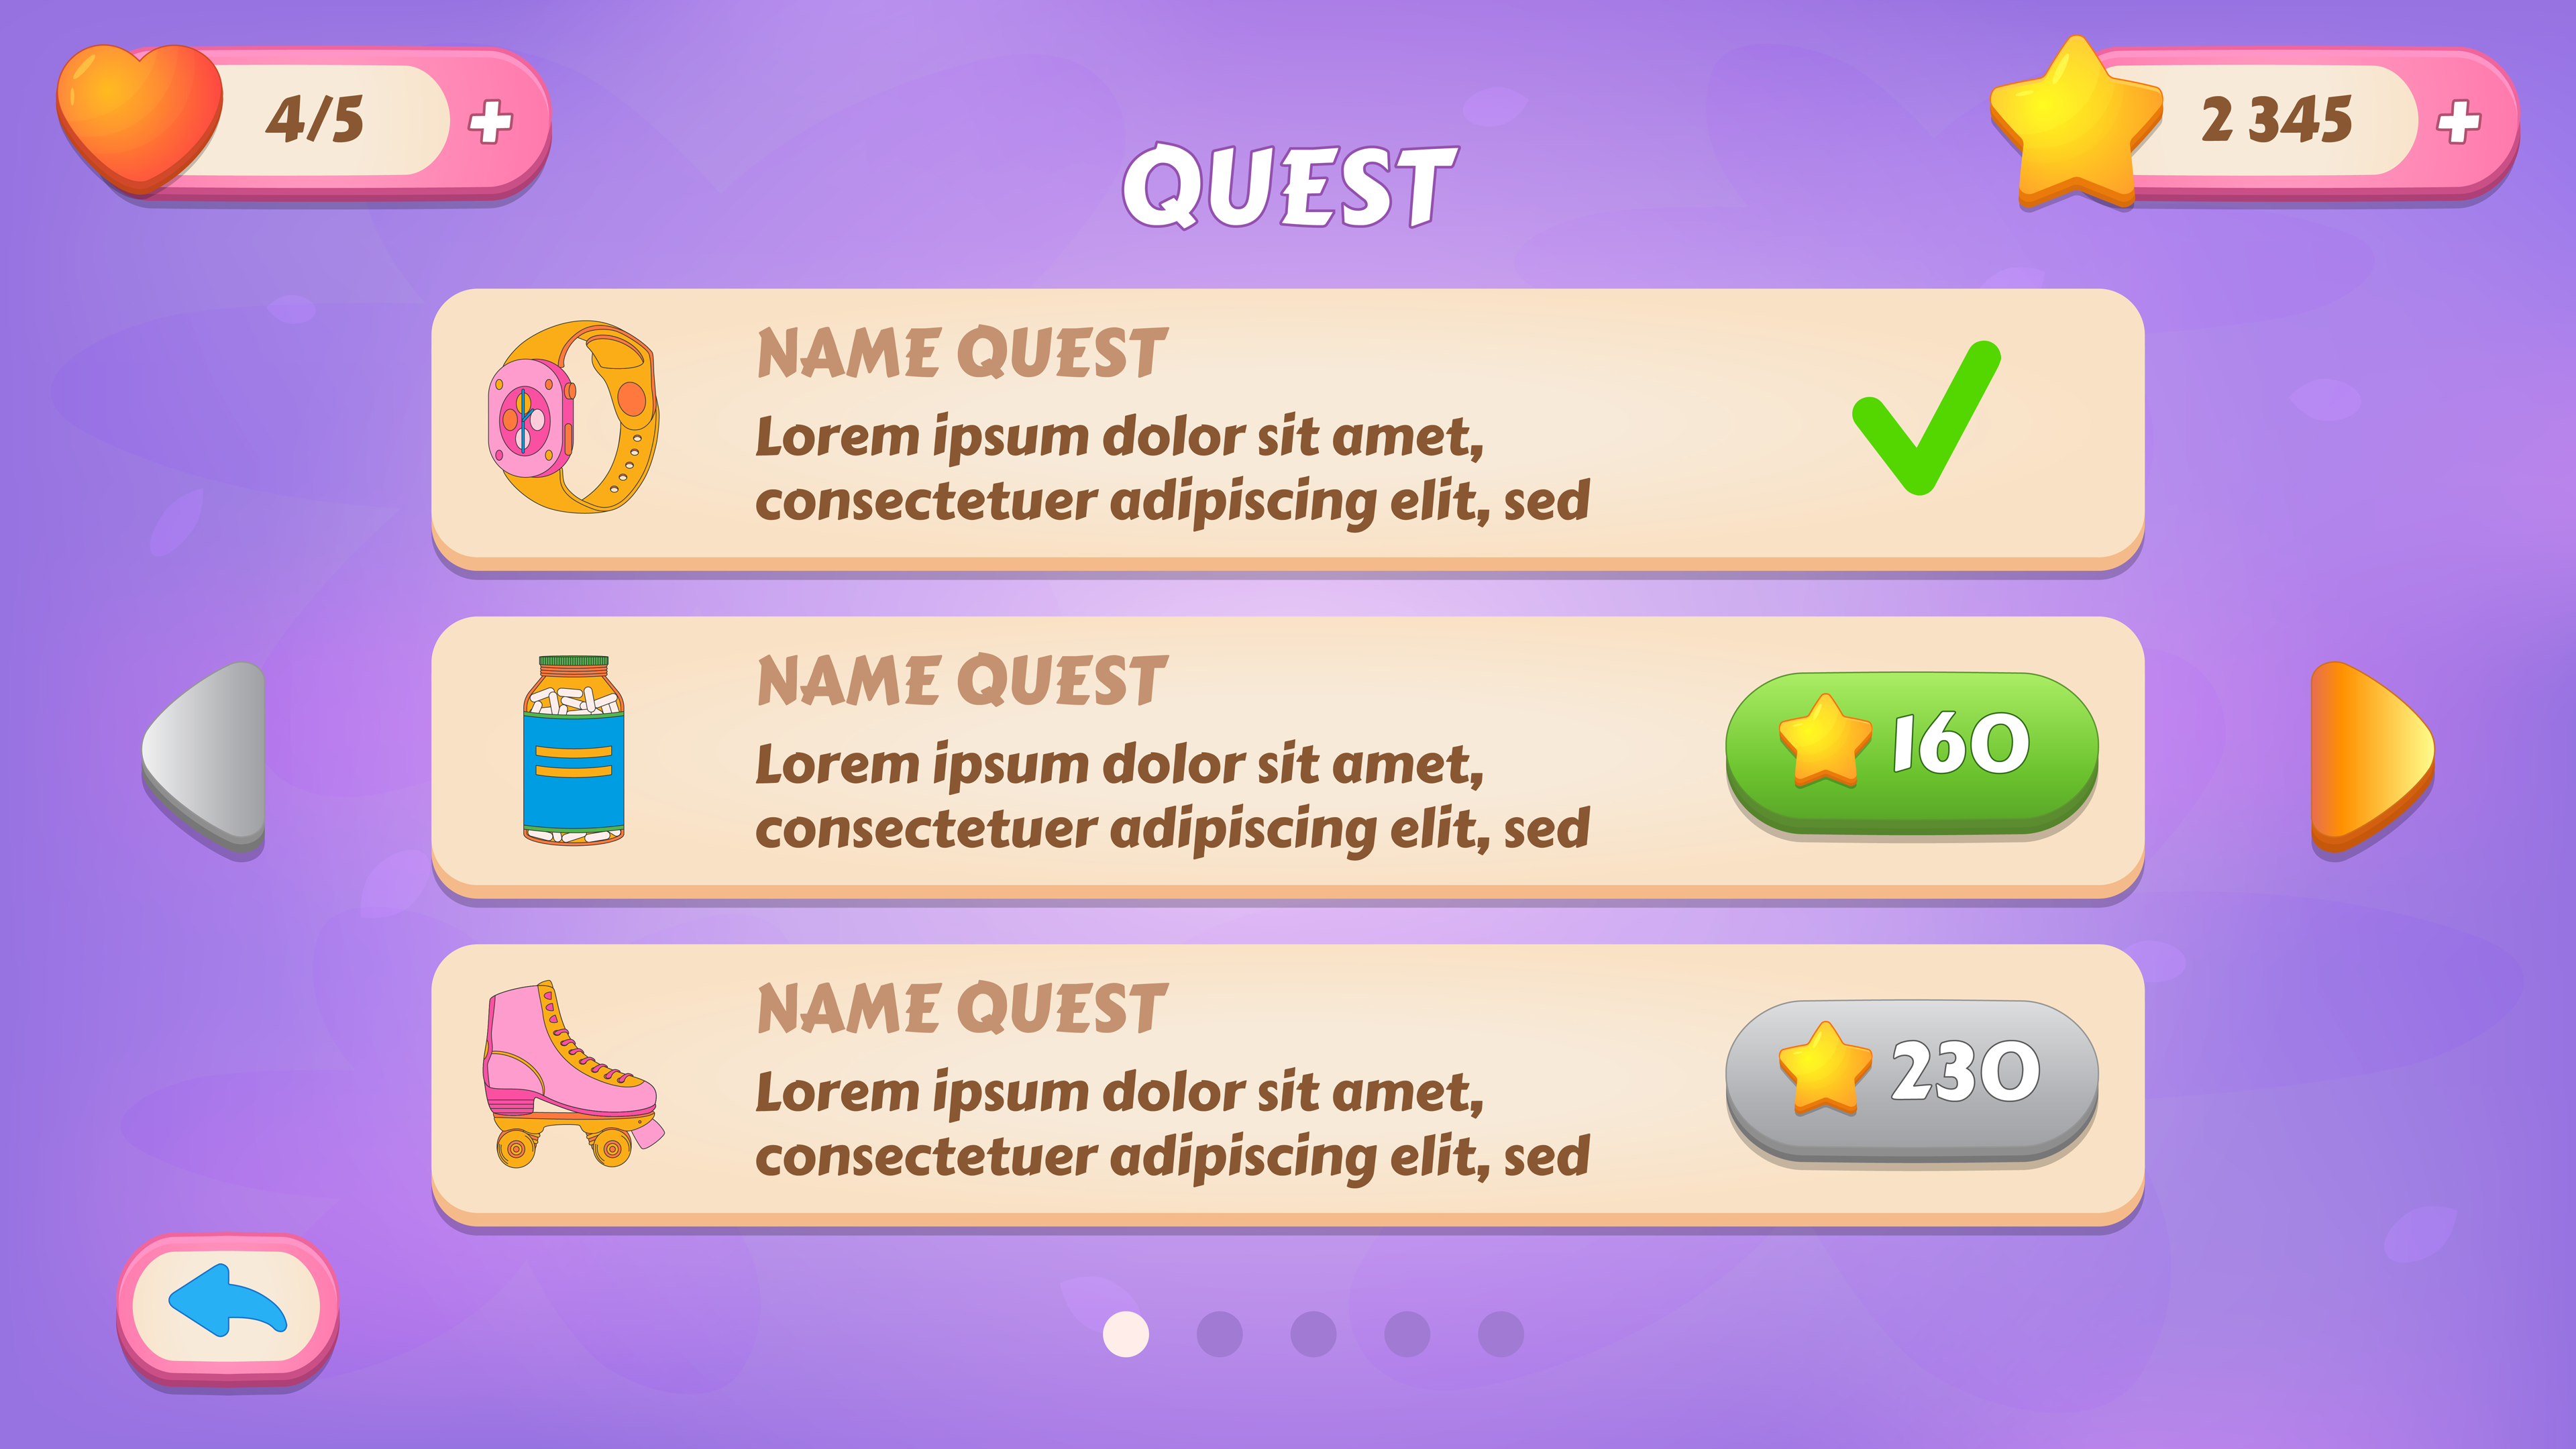 4/5
2 345
QUEST
NAME QUEST
Lorem ipsum dolor sit amet,
consectetuer adipiscing elit, sed
NAME QUEST
Lorem ipsum dolor sit amet,
consectetuer adipiscing elit, sed
160
NAME QUEST
Lorem ipsum dolor sit amet,
consectetuer adipiscing elit, sed
230